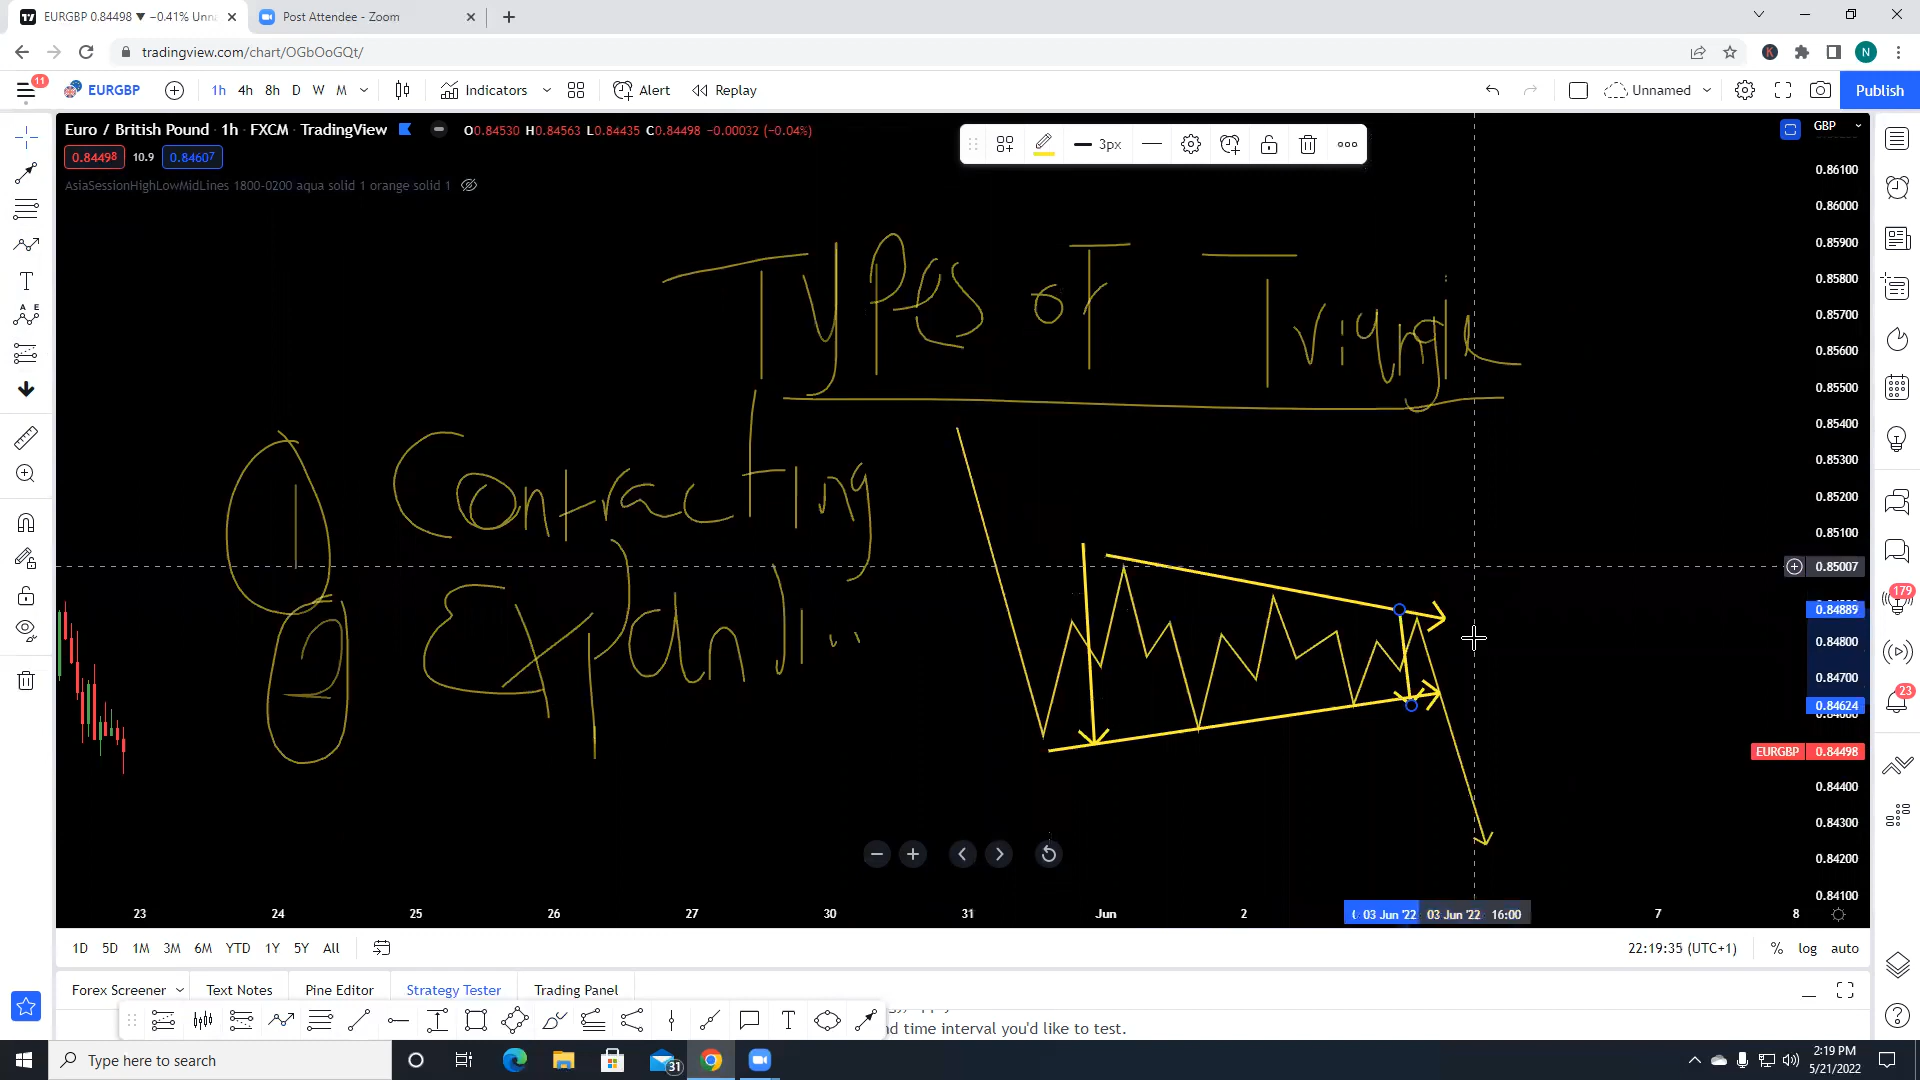 EURGBP 0.84498 ▼ −0.41% Unna
Post Attendee - Zoom
tradingview.com/chart/OGbOoGQt/
11
EURGBP
1h 4h 8h D W M
Indicators
Alert
Replay
Unnamed
Publish
N
Euro / British Pound · 1h · FXCM · TradingView
O0.84530 H0.84563 L0.84435 C0.84498 −0.00032 (−0.04%)
0.84498 10.9 0.84607
AsiaSessionHighLowMidLines 1800-0200 aqua solid 1 orange solid 1
3px
GBP
0.86100
0.86000
0.85900
0.85800
0.85700
0.85600
0.85500
0.85400
0.85300
0.85200
0.85100
0.85007
0.84889
0.84800
0.84700
0.84624
EURGBP 0.84498
0.84400
0.84300
0.84200
0.84100
Types of Triangle
1 Contracting
2 Expandi...
179
23
23 24 25 26 27 30 31 Jun 2 03 Jun '22 03 Jun '22 16:00 7 8
1D 5D 1M 3M 6M YTD 1Y 5Y All
22:19:35 (UTC+1) % log auto
Forex Screener Text Notes Pine Editor Strategy Tester Trading Panel
nd time interval you'd like to test.
Type here to search
31
2:19 PM
5/21/2022